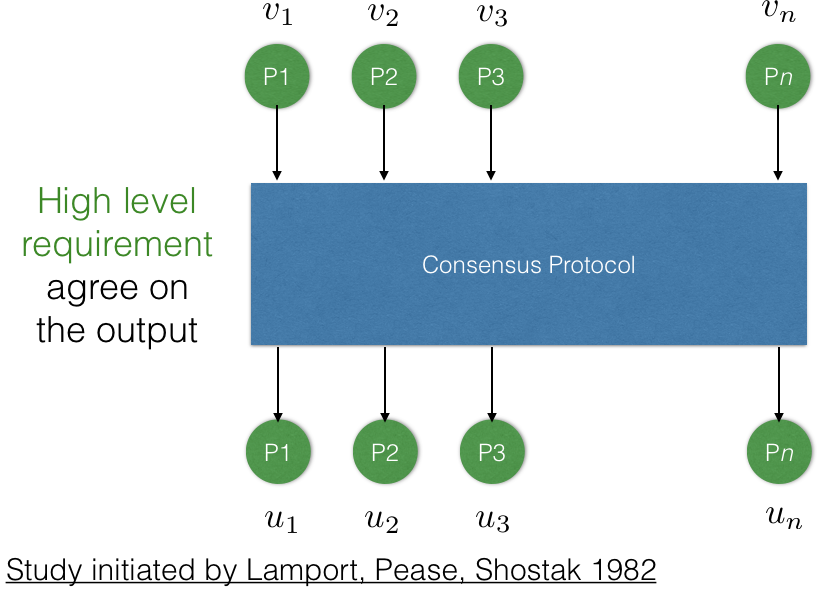 v₁ v₂ v₃ vₙ
P1 P2 P3 Pn
High level
requirement
agree on
the output
Consensus Protocol
P1 P2 P3 Pn
u₁ u₂ u₃ uₙ
Study initiated by Lamport, Pease, Shostak 1982